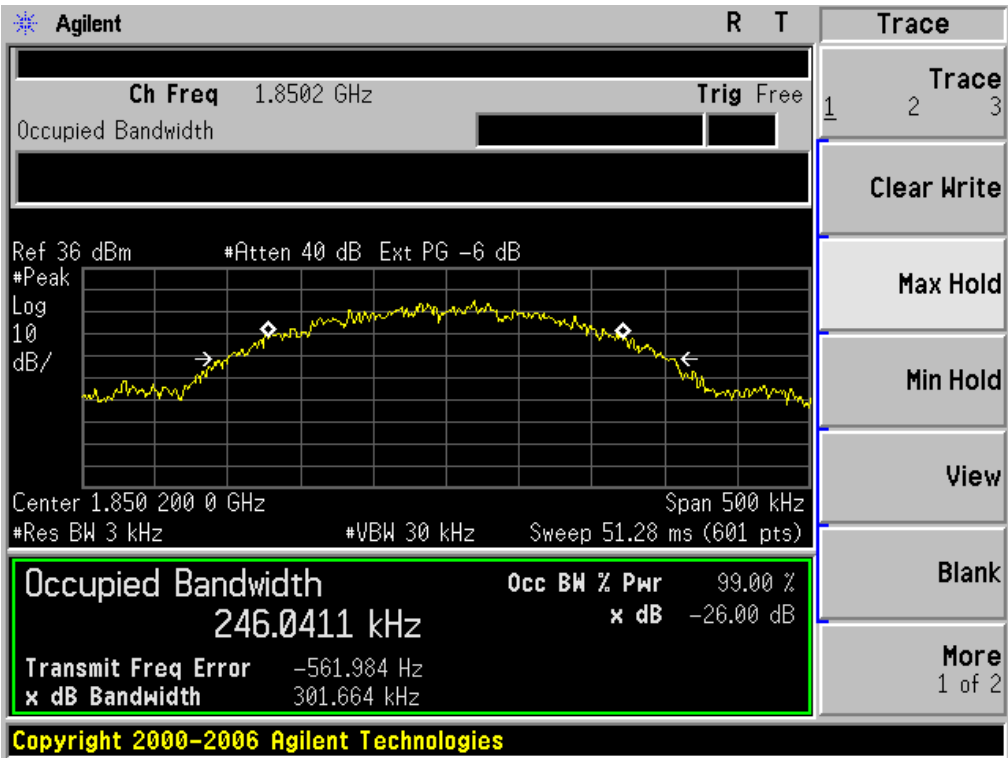 Agilent R T Trace
Ch Freq 1.8502 GHz Trig Free
Occupied Bandwidth
Trace
1 2 3
Clear Write
Max Hold
Min Hold
View
Blank
More
1 of 2
Ref 36 dBm #Atten 40 dB Ext PG -6 dB
#Peak
Log
10
dB/
Center 1.850 200 0 GHz Span 500 kHz
#Res BW 3 kHz #VBW 30 kHz Sweep 51.28 ms (601 pts)
Occupied Bandwidth Occ BW % Pwr 99.00 %
246.0411 kHz x dB -26.00 dB
Transmit Freq Error -561.984 Hz
x dB Bandwidth 301.664 kHz
Copyright 2000-2006 Agilent Technologies